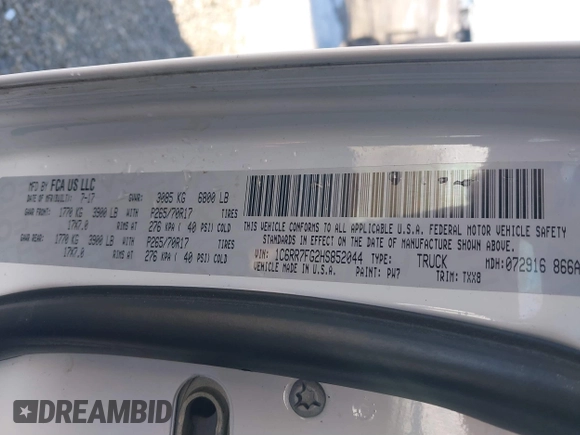 MFD BY FCA US LLC
DATE OF MFR/BUILD: 7-17
GVWR: 3085 KG 6800 LB
GAWR FRONT: 1770 KG 3900 LB WITH P265/70R17 TIRES
17X7.0 RIMS AT 276 KPA ( 40 PSI) COLD
GAWR REAR: 1770 KG 3900 LB WITH P265/70R17 TIRES
17X7.0 RIMS AT 276 KPA ( 40 PSI) COLD
THIS VEHICLE CONFORMS TO ALL APPLICABLE U.S.A. FEDERAL MOTOR VEHICLE SAFETY
STANDARDS IN EFFECT ON THE DATE OF MANUFACTURE SHOWN ABOVE.
VIN: 1C6RR7FG2HS852044 TYPE: TRUCK MDH: 072916 866A
VEHICLE MADE IN U.S.A. PAINT: PW7 TRIM: TXX8
DREAMBID